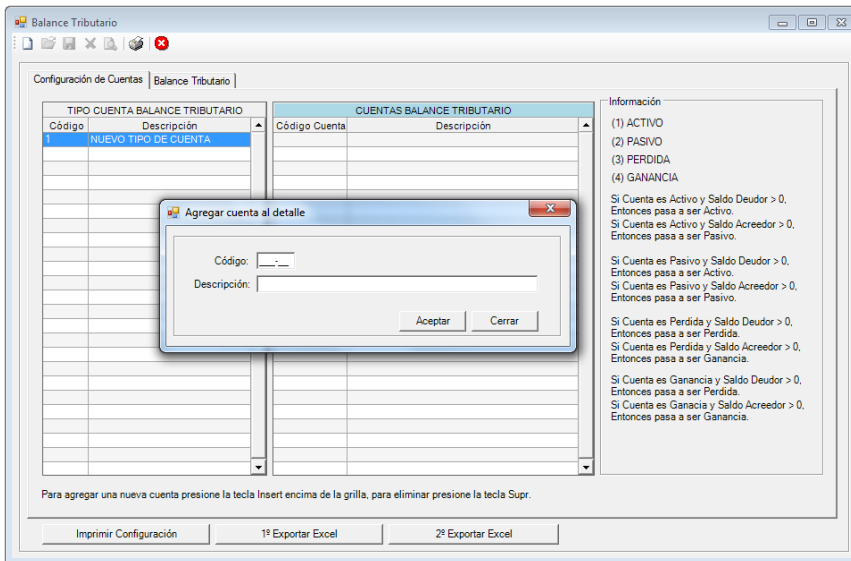 Balance Tributario
Configuración de Cuentas
Balance Tributario
TIPO CUENTA BALANCE TRIBUTARIO
Código Descripción
1 NUEVO TIPO DE CUENTA
CUENTAS BALANCE TRIBUTARIO
Código Cuenta Descripción
Agregar cuenta al detalle
Código: ___-__
Descripción:
Aceptar
Cerrar
Información
(1) ACTIVO
(2) PASIVO
(3) PERDIDA
(4) GANANCIA
Si Cuenta es Activo y Saldo Deudor > 0,
Entonces pasa a ser Activo.
Si Cuenta es Activo y Saldo Acreedor > 0,
Entonces pasa a ser Pasivo.
Si Cuenta es Pasivo y Saldo Deudor > 0,
Entonces pasa a ser Activo.
Si Cuenta es Pasivo y Saldo Acreedor > 0,
Entonces pasa a ser Pasivo.
Si Cuenta es Perdida y Saldo Deudor > 0,
Entonces pasa a ser Perdida.
Si Cuenta es Perdida y Saldo Acreedor > 0,
Entonces pasa a ser Ganancia.
Si Cuenta es Ganancia y Saldo Deudor > 0,
Entonces pasa a ser Perdida.
Si Cuenta es Ganacia y Saldo Acreedor > 0,
Entonces pasa a ser Ganancia.
Para agregar una nueva cuenta presione la tecla Insert encima de la grilla, para eliminar presione la tecla Supr.
Imprimir Configuración
1º Exportar Excel
2º Exportar Excel